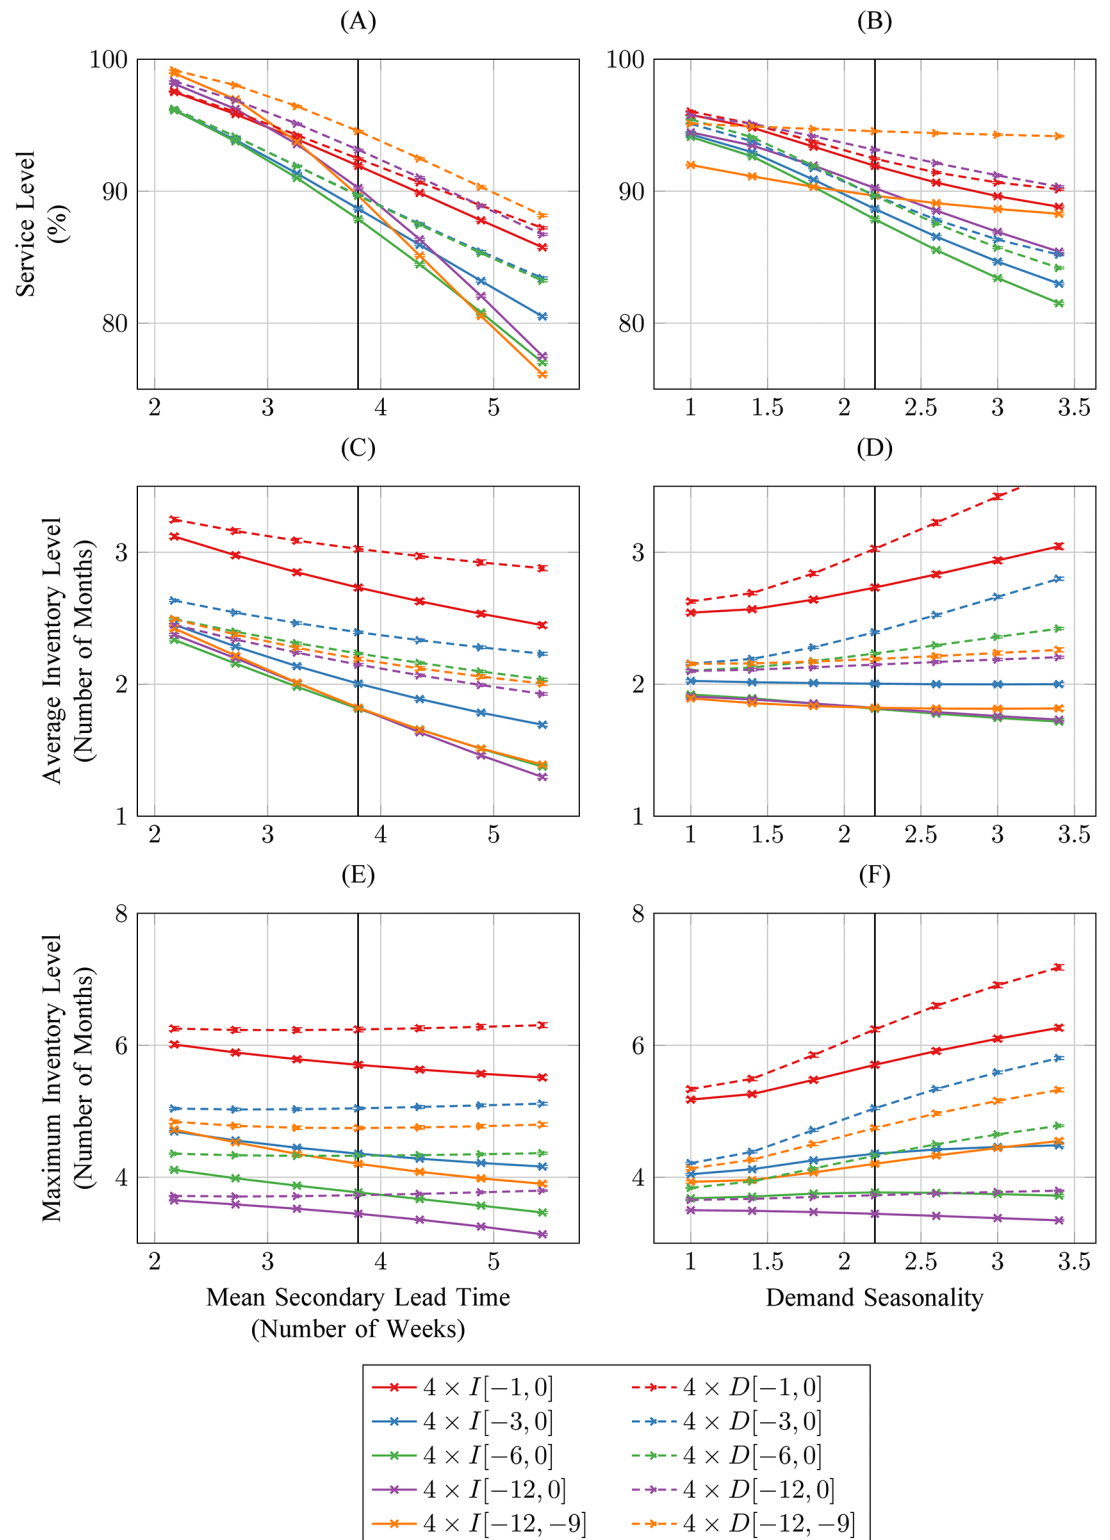 (A)
(B)
Service Level
(%)
100
90
80
2
3
4
5
100
90
80
1
1.5
2
2.5
3
3.5
(C)
(D)
Average Inventory Level
(Number of Months)
3
2
1
2
3
4
5
3
2
1
1
1.5
2
2.5
3
3.5
(E)
(F)
Maximum Inventory Level
(Number of Months)
8
6
4
2
3
4
5
8
6
4
1
1.5
2
2.5
3
3.5
Mean Secondary Lead Time
(Number of Weeks)
Demand Seasonality
4 × I[−1, 0]
4 × D[−1, 0]
4 × I[−3, 0]
4 × D[−3, 0]
4 × I[−6, 0]
4 × D[−6, 0]
4 × I[−12, 0]
4 × D[−12, 0]
4 × I[−12, −9]
4 × D[−12, −9]